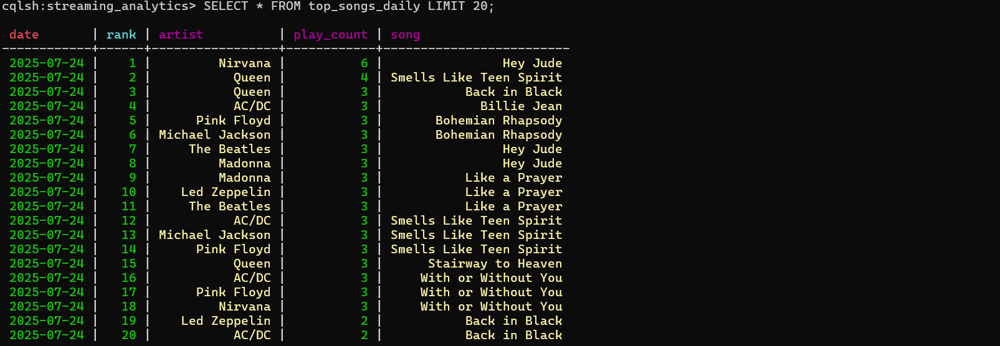 cqlsh:streaming_analytics> SELECT * FROM top_songs_daily LIMIT 20;
date | rank | artist | play_count | song
------------+------+-----------------+------------+-------------------------
2025-07-24 | 1 | Nirvana | 6 | Hey Jude
2025-07-24 | 2 | Queen | 4 | Smells Like Teen Spirit
2025-07-24 | 3 | Queen | 3 | Back in Black
2025-07-24 | 4 | AC/DC | 3 | Billie Jean
2025-07-24 | 5 | Pink Floyd | 3 | Bohemian Rhapsody
2025-07-24 | 6 | Michael Jackson | 3 | Bohemian Rhapsody
2025-07-24 | 7 | The Beatles | 3 | Hey Jude
2025-07-24 | 8 | Madonna | 3 | Hey Jude
2025-07-24 | 9 | Madonna | 3 | Like a Prayer
2025-07-24 | 10 | Led Zeppelin | 3 | Like a Prayer
2025-07-24 | 11 | The Beatles | 3 | Like a Prayer
2025-07-24 | 12 | AC/DC | 3 | Smells Like Teen Spirit
2025-07-24 | 13 | Michael Jackson | 3 | Smells Like Teen Spirit
2025-07-24 | 14 | Pink Floyd | 3 | Smells Like Teen Spirit
2025-07-24 | 15 | Queen | 3 | Stairway to Heaven
2025-07-24 | 16 | AC/DC | 3 | With or Without You
2025-07-24 | 17 | Pink Floyd | 3 | With or Without You
2025-07-24 | 18 | Nirvana | 3 | With or Without You
2025-07-24 | 19 | Led Zeppelin | 2 | Back in Black
2025-07-24 | 20 | AC/DC | 2 | Back in Black